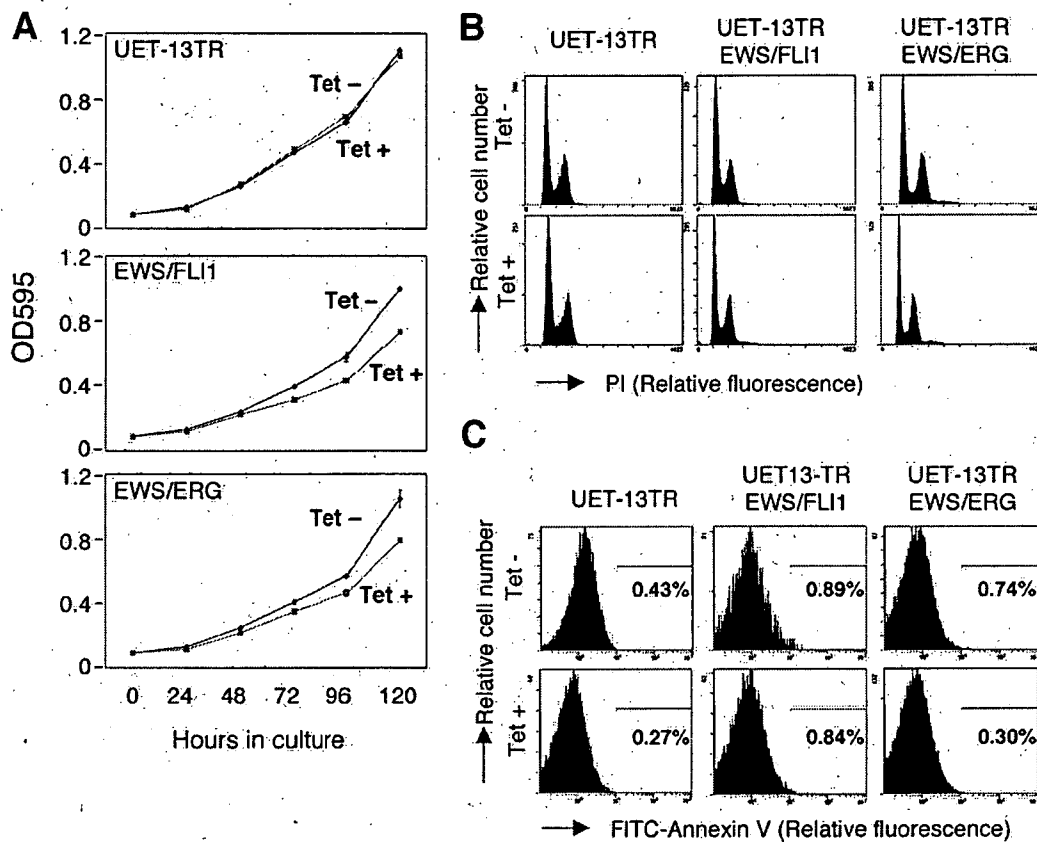 A
1.2
UET-13TR
0.8
Tet –
0.4
Tet +
0
1.2
EWS/FLI1
0.8
Tet –
0.4
Tet +
0
1.2
EWS/ERG
0.8
Tet –
0.4
Tet +
0
0 24 48 72 96 120
Hours in culture
OD595
B
UET-13TR
UET-13TR
EWS/FLI1
UET-13TR
EWS/ERG
Relative cell number
Tet -
Tet +
PI (Relative fluorescence)
C
UET-13TR
UET13-TR
EWS/FLI1
UET-13TR
EWS/ERG
Relative cell number
Tet -
0.43%
0.89%
0.74%
Tet +
0.27%
0.84%
0.30%
FITC-Annexin V (Relative fluorescence)